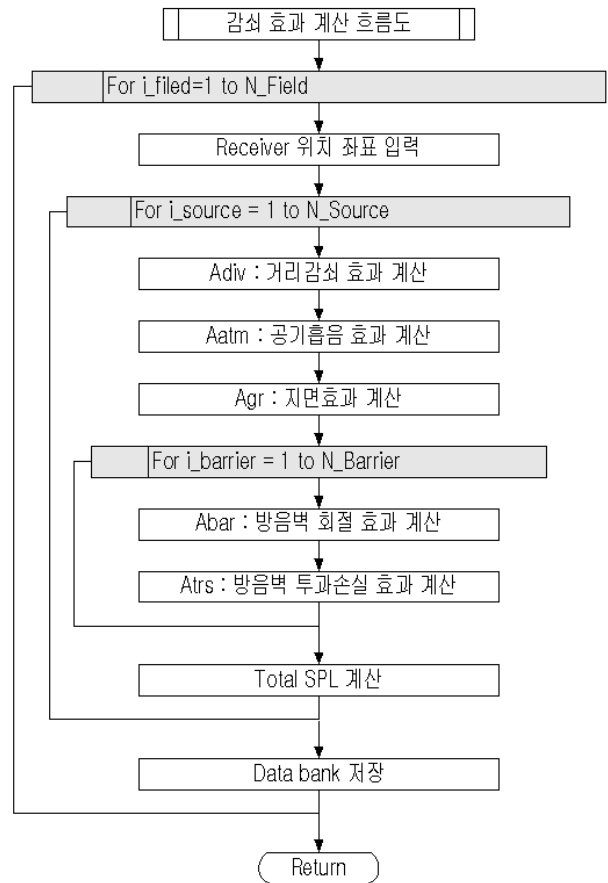 감쇠 효과 계산 흐름도
For i_filed=1 to N_Field
Receiver 위치 좌표 입력
For i_source = 1 to N_Source
Adiv : 거리감쇠 효과 계산
Aatm : 공기흡음 효과 계산
Agr : 지면효과 계산
For i_barrier = 1 to N_Barrier
Abar : 방음벽 회절 효과 계산
Atrs : 방음벽 투과손실 효과 계산
Total SPL 계산
Data bank 저장
Return